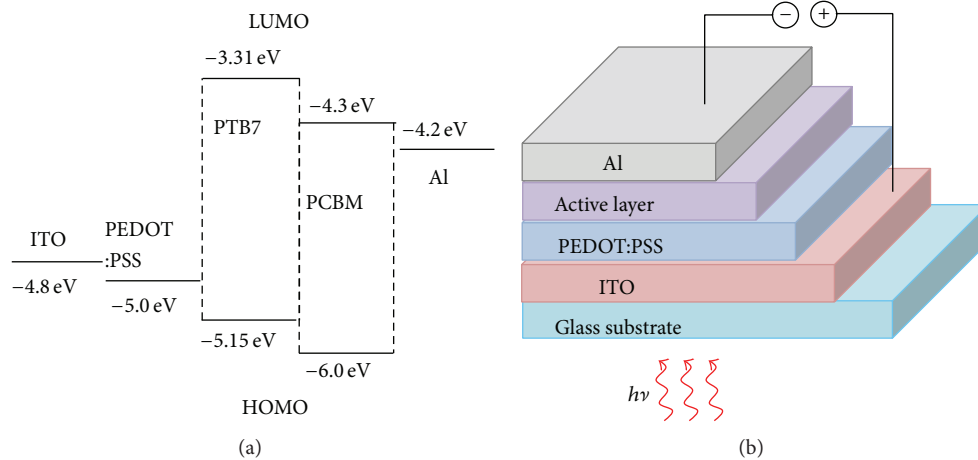 LUMO
−3.31 eV
−4.3 eV
−4.2 eV
PTB7
Al
PCBM
ITO
PEDOT
:PSS
−4.8 eV
−5.0 eV
−5.15 eV
−6.0 eV
HOMO
(a)
− +
Al
Active layer
PEDOT:PSS
ITO
Glass substrate
hν
(b)